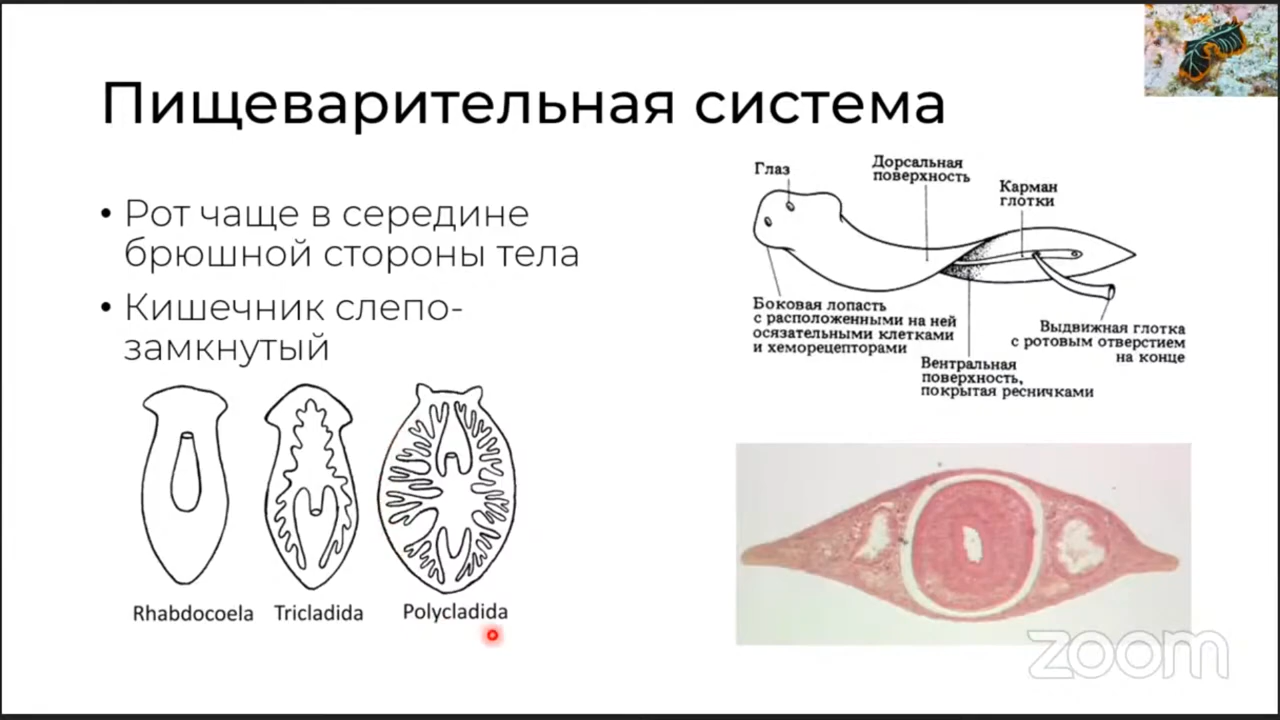 Пищеварительная система
• Рот чаще в середине
брюшной стороны тела
• Кишечник слепо-
замкнутый
Rhabdocoela
Tricladida
Polycladida
Глаз
Дорсальная
поверхность
Карман
глотки
Боковая лопасть
с расположенными на ней
осязательными клетками
и хеморецепторами
Выдвижная глотка
с ротовым отверстием
на конце
Вентральная
поверхность,
покрытая ресничками
zoom